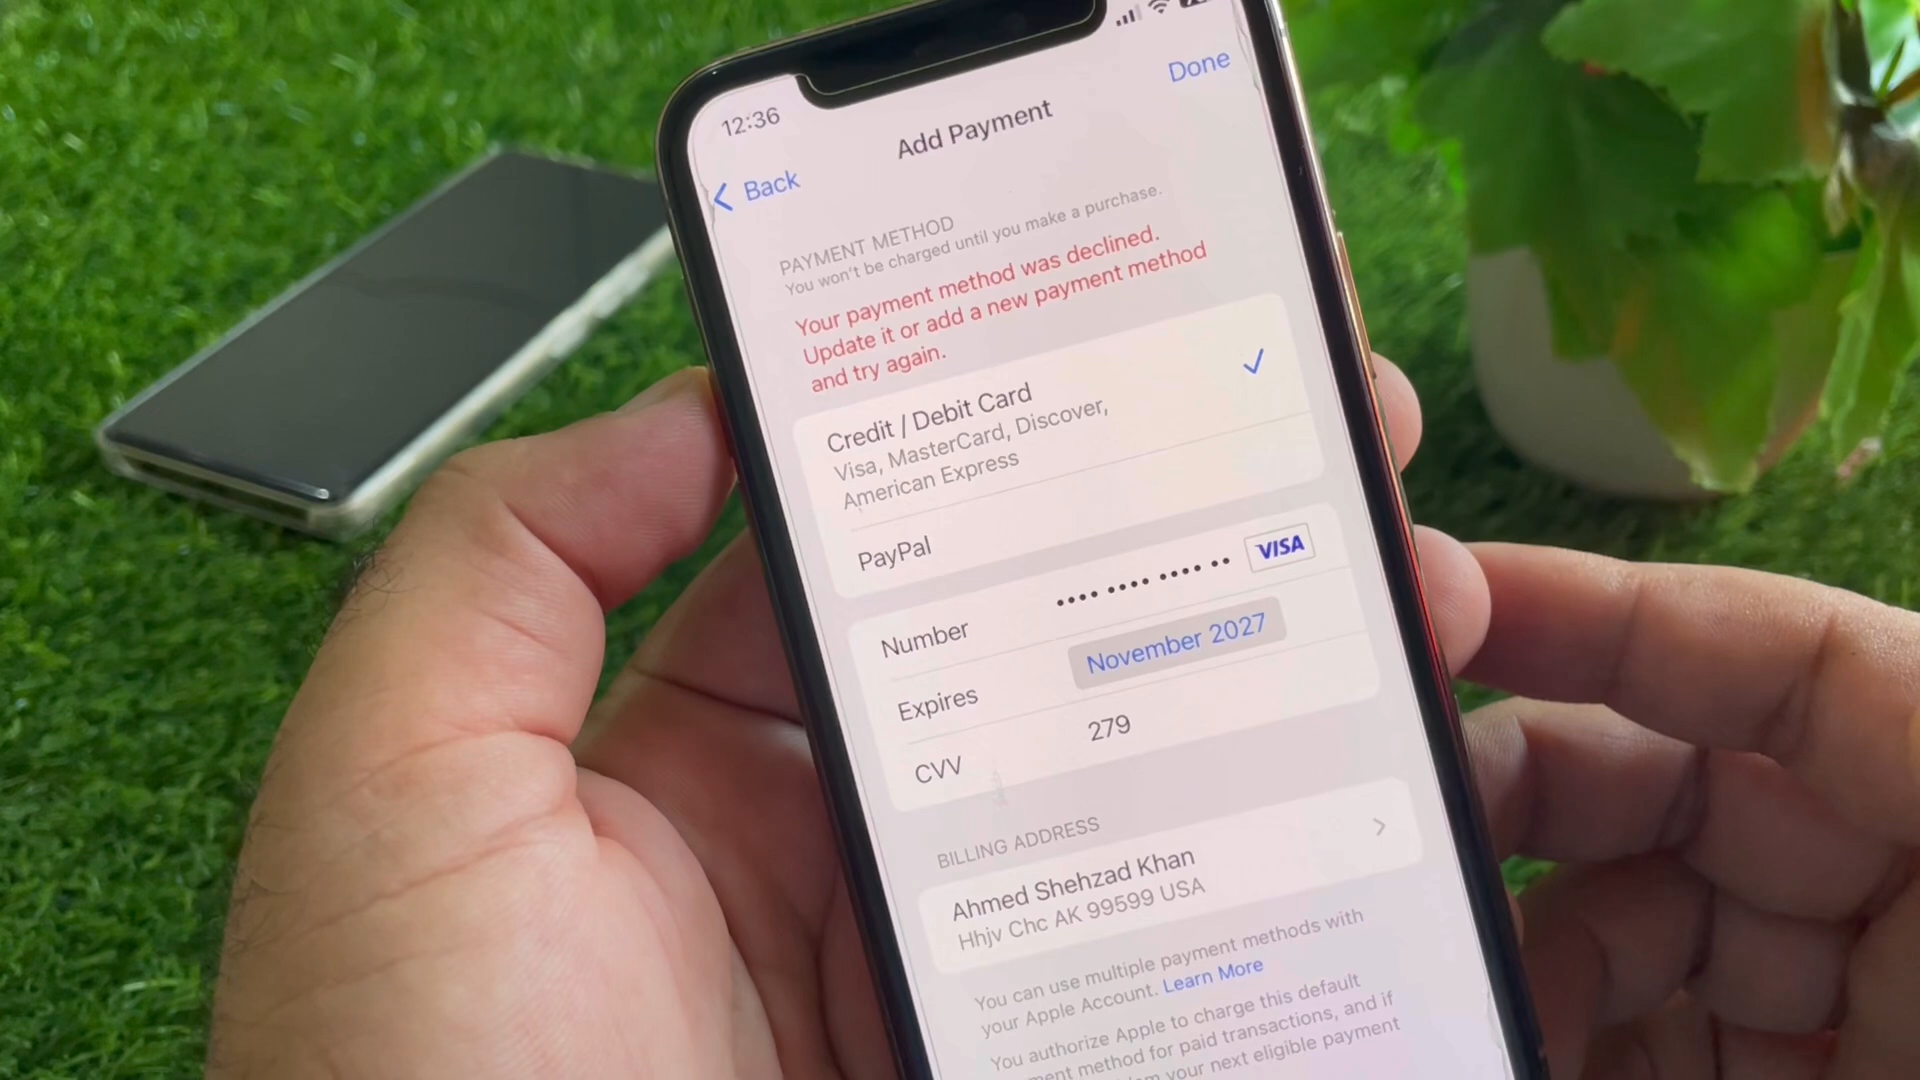 12:36
Done
Add Payment
Back
PAYMENT METHOD
You won't be charged until you make a purchase.
Your payment method was declined.
Update it or add a new payment method
and try again.
Credit / Debit Card
Visa, MasterCard, Discover,
American Express
PayPal
Number •••• •••• •••• •• VISA
Expires November 2027
CVV 279
BILLING ADDRESS
Ahmed Shehzad Khan
Hhjv Chc AK 99599 USA
You can use multiple payment methods with
your Apple Account. Learn More
You authorize Apple to charge this default
method for paid transactions, and if
your next eligible payment